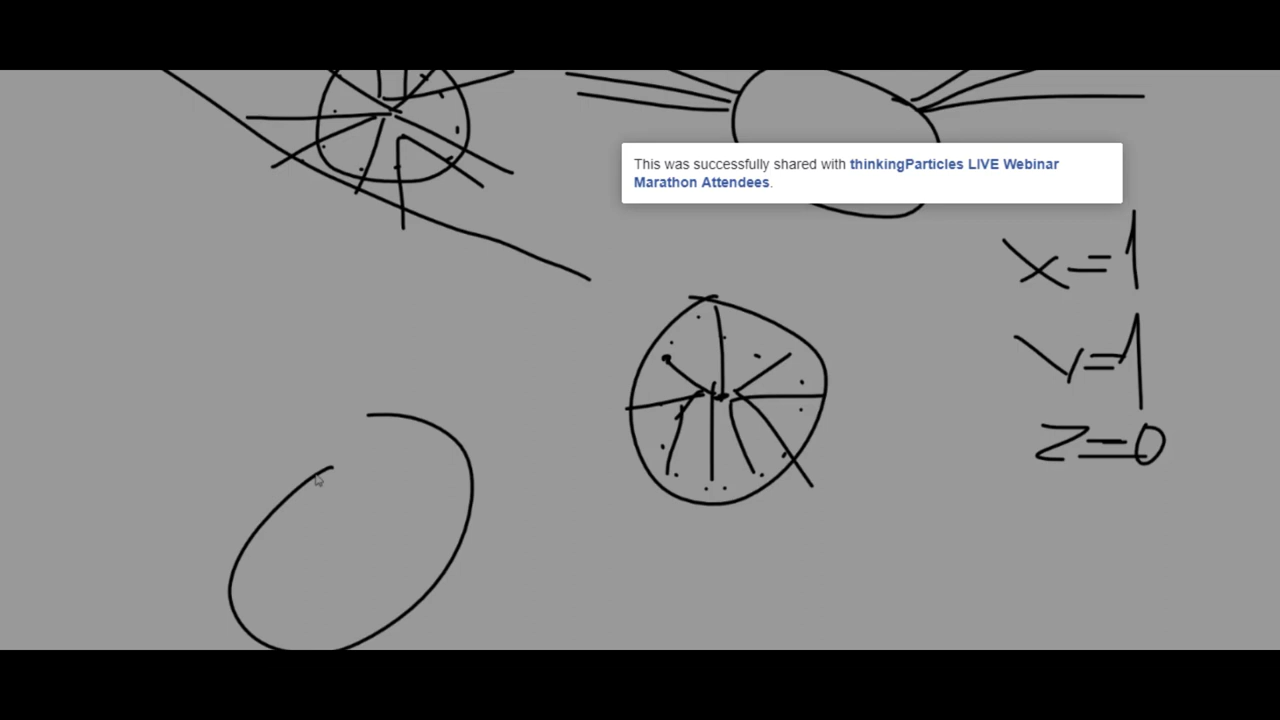 This was successfully shared with thinkingParticles LIVE Webinar
Marathon Attendees.
X=1
Y=1
Z=0